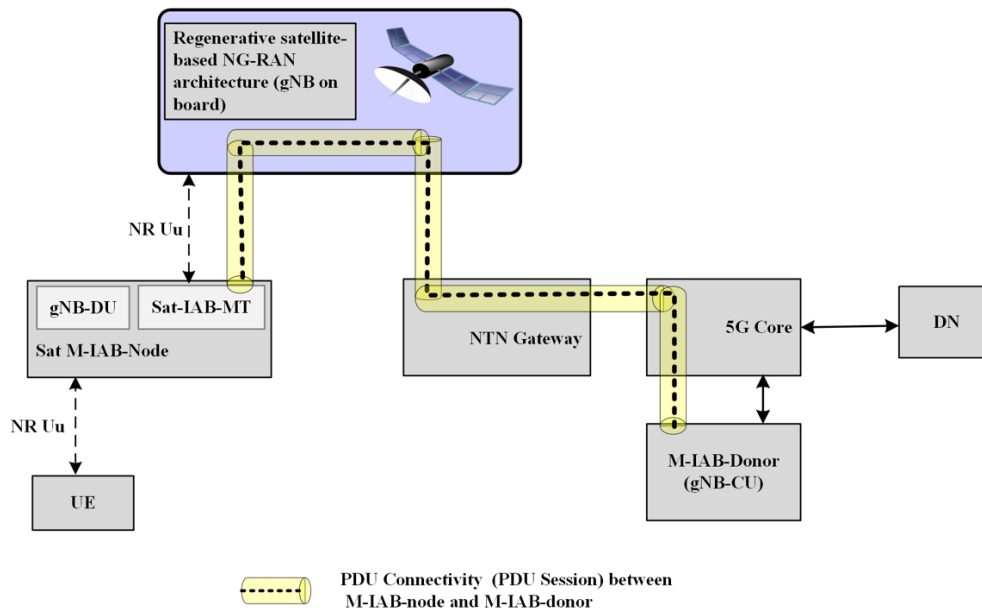 Regenerative satellite-
based NG-RAN
architecture (gNB on
board)
NR Uu
gNB-DU
Sat-IAB-MT
Sat M-IAB-Node
NTN Gateway
5G Core
DN
NR Uu
UE
M-IAB-Donor
(gNB-CU)
PDU Connectivity (PDU Session) between
M-IAB-node and M-IAB-donor